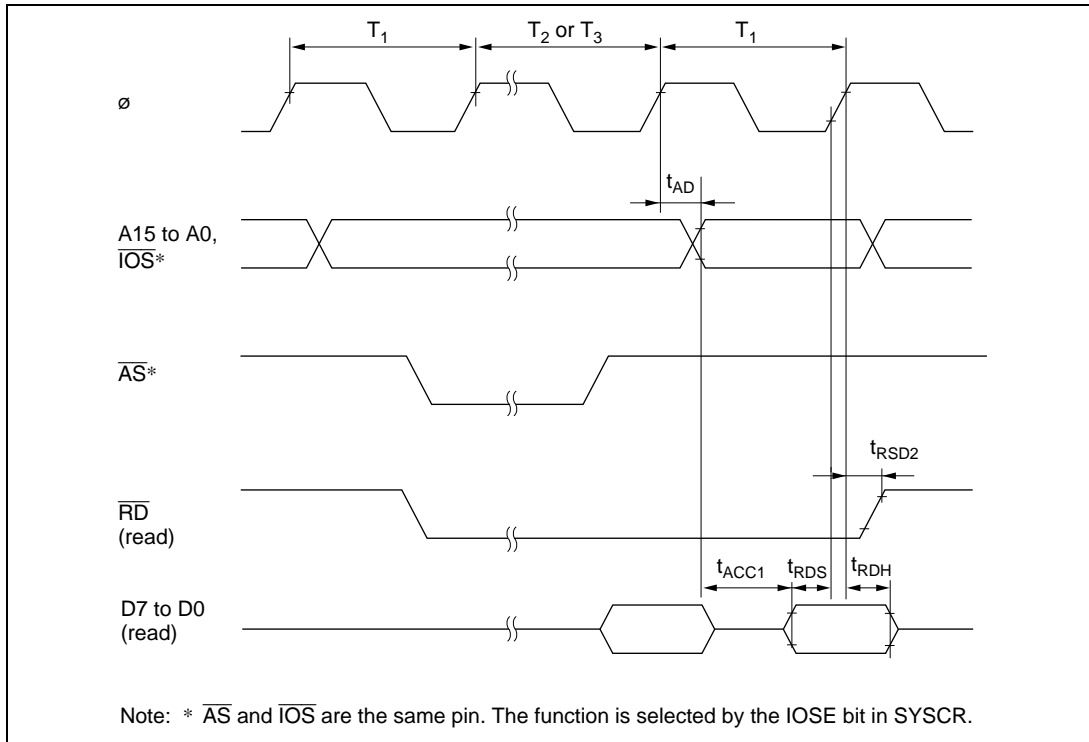 T1
T2 or T3
T1
ø
tAD
A15 to A0,
IOS*
AS*
tRSD2
RD
(read)
tACC1
tRDS
tRDH
D7 to D0
(read)
Note: * AS and IOS are the same pin. The function is selected by the IOSE bit in SYSCR.